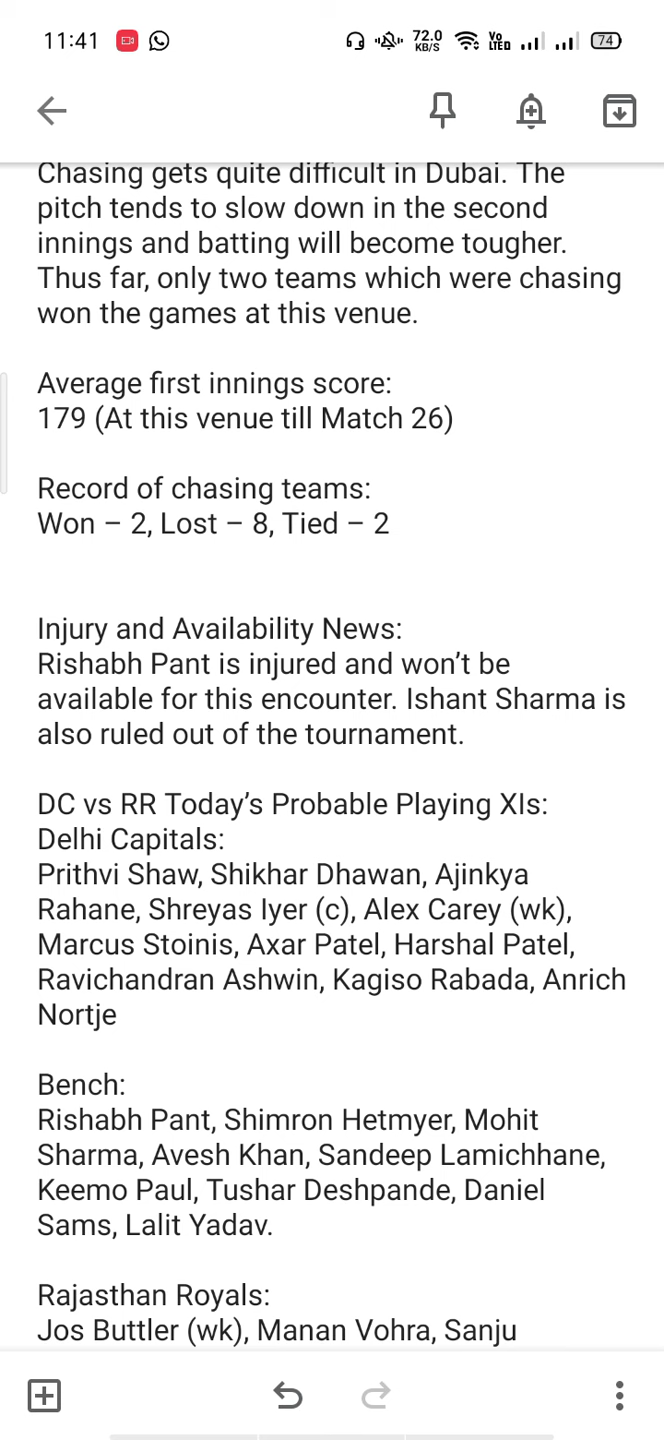 11:41
72.0
KB/S
Vo
LTED
74
Chasing gets quite difficult in Dubai. The
pitch tends to slow down in the second
innings and batting will become tougher.
Thus far, only two teams which were chasing
won the games at this venue.
Average first innings score:
179 (At this venue till Match 26)
Record of chasing teams:
Won – 2, Lost – 8, Tied – 2
Injury and Availability News:
Rishabh Pant is injured and won’t be
available for this encounter. Ishant Sharma is
also ruled out of the tournament.
DC vs RR Today’s Probable Playing XIs:
Delhi Capitals:
Prithvi Shaw, Shikhar Dhawan, Ajinkya
Rahane, Shreyas Iyer (c), Alex Carey (wk),
Marcus Stoinis, Axar Patel, Harshal Patel,
Ravichandran Ashwin, Kagiso Rabada, Anrich
Nortje
Bench:
Rishabh Pant, Shimron Hetmyer, Mohit
Sharma, Avesh Khan, Sandeep Lamichhane,
Keemo Paul, Tushar Deshpande, Daniel
Sams, Lalit Yadav.
Rajasthan Royals:
Jos Buttler (wk), Manan Vohra, Sanju